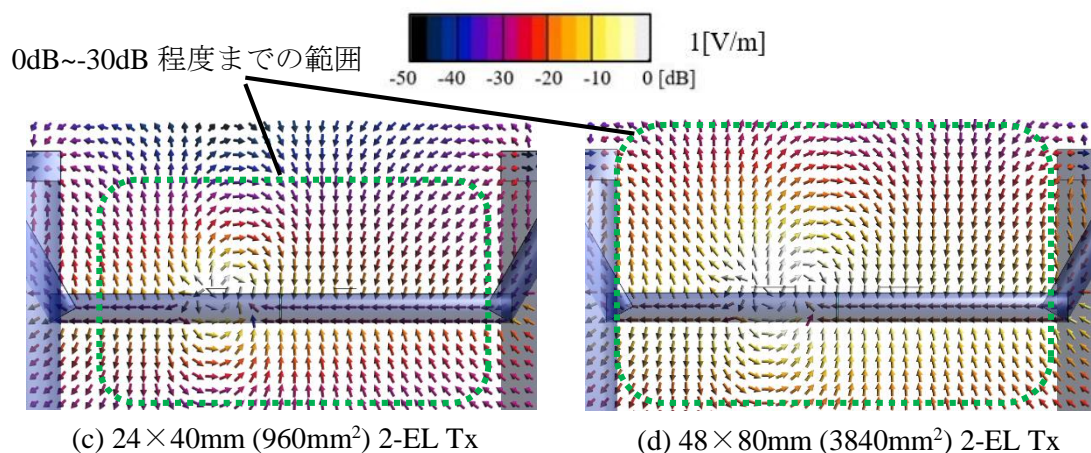 1[V/m]
-50 -40 -30 -20 -10 0 [dB]
0dB~-30dB 程度までの範囲
(c) 24×40mm (960mm²) 2-EL Tx
(d) 48×80mm (3840mm²) 2-EL Tx